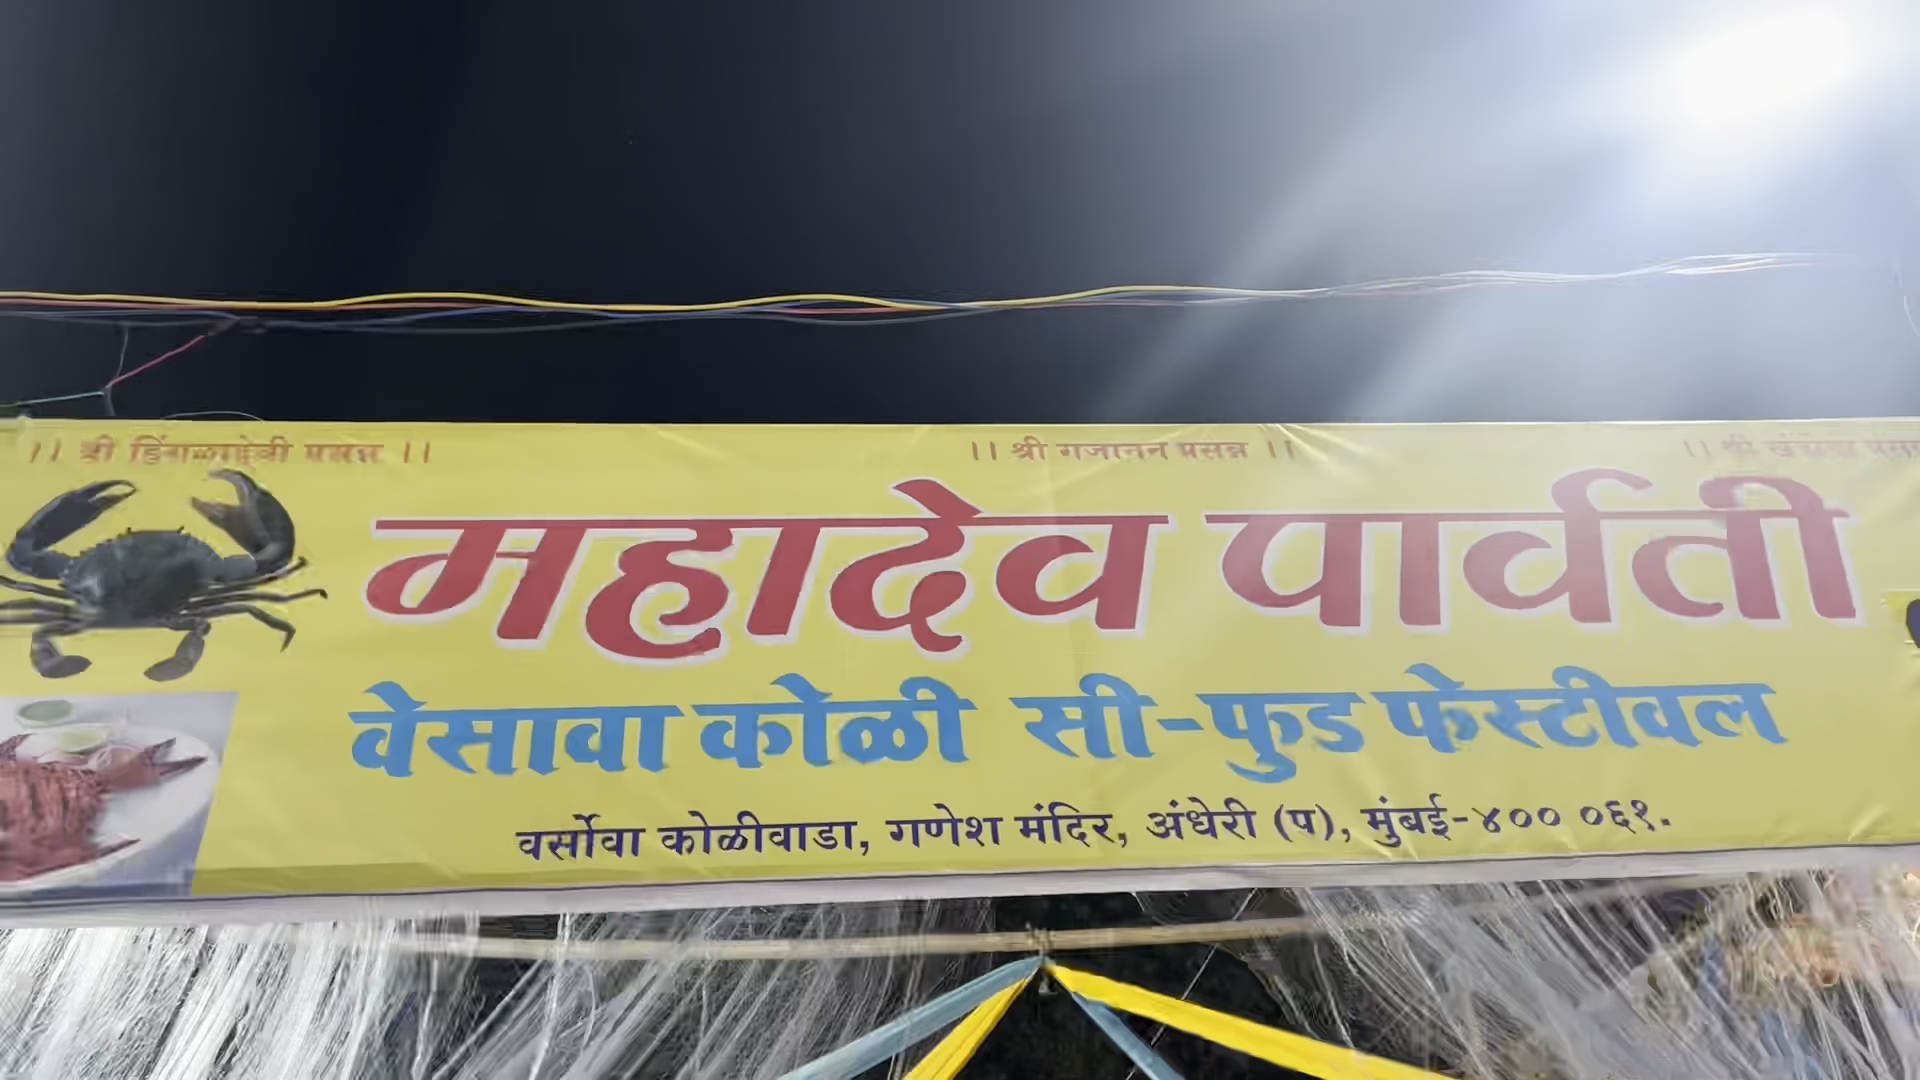 ।। श्री हिंगळादेवी प्रसन्न ।। ।। श्री गजानन प्रसन्न ।। ।। श्री
महादेव पार्वती
वेसावा कोळी सी-फुड फेस्टीवल
वर्सोवा कोळीवाडा, गणेश मंदिर, अंधेरी (प), मुंबई-४०० ०६१.